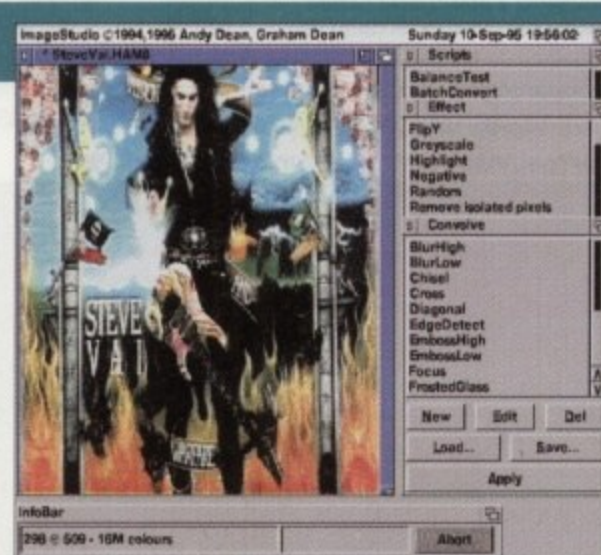 ImageStudio ©1994,1995 Andy Dean, Graham Dean
Sunday 10-Sep-95 19:56:02
* SteveVai.HAM8
STEVE
VAI
Scripts
BalanceTest
BatchConvert
Effect
FlipY
Greyscale
Highlight
Negative
Random
Remove isolated pixels
Convolve
BlurHigh
BlurLow
Chisel
Cross
Diagonal
EdgeDetect
EmbossHigh
EmbossLow
Focus
FrostedGlass
New
Edit
Del
Load...
Save...
Apply
InfoBar
298 © 509 - 16M colours
Abort